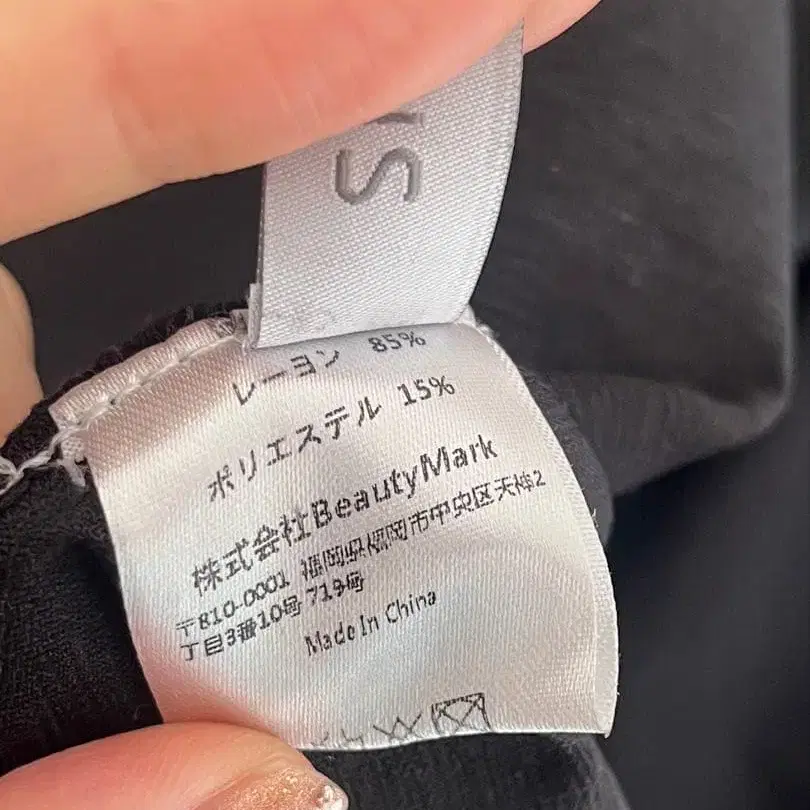 S
レーヨン 85%
ポリエステル 15%
株式会社BeautyMark
〒810-0001 福岡県福岡市中央区天神2
丁目3番10号 719号
Made In China